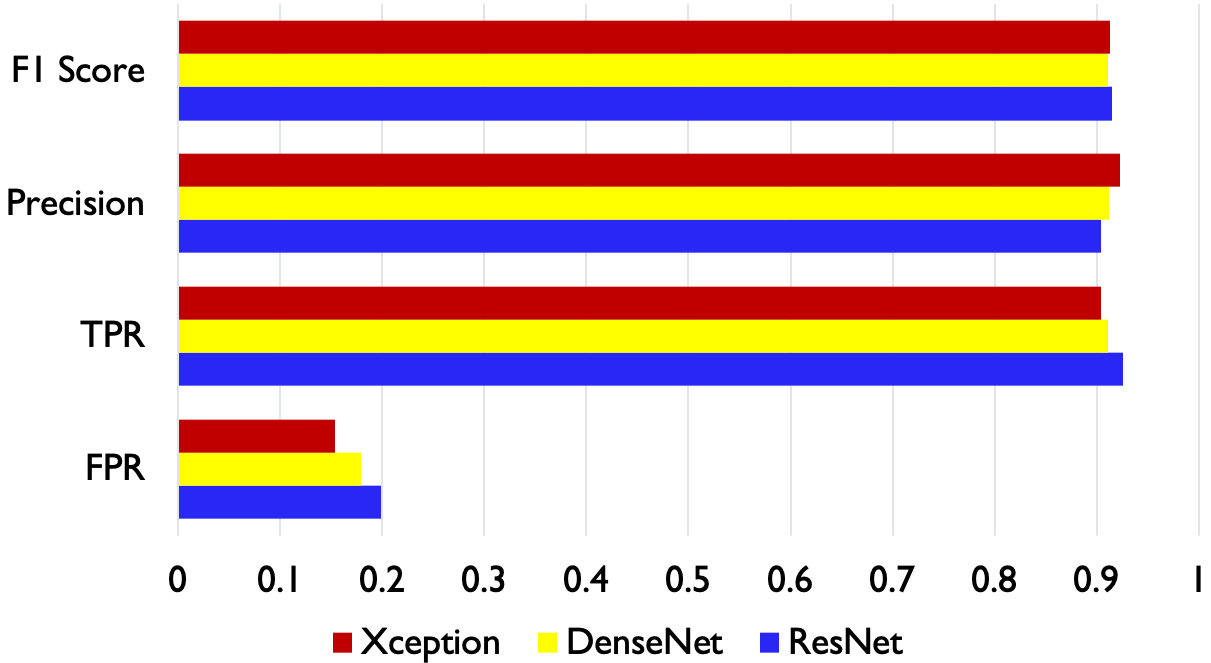 F1 Score
Precision
TPR
FPR
0 0.1 0.2 0.3 0.4 0.5 0.6 0.7 0.8 0.9 1
Xception DenseNet ResNet